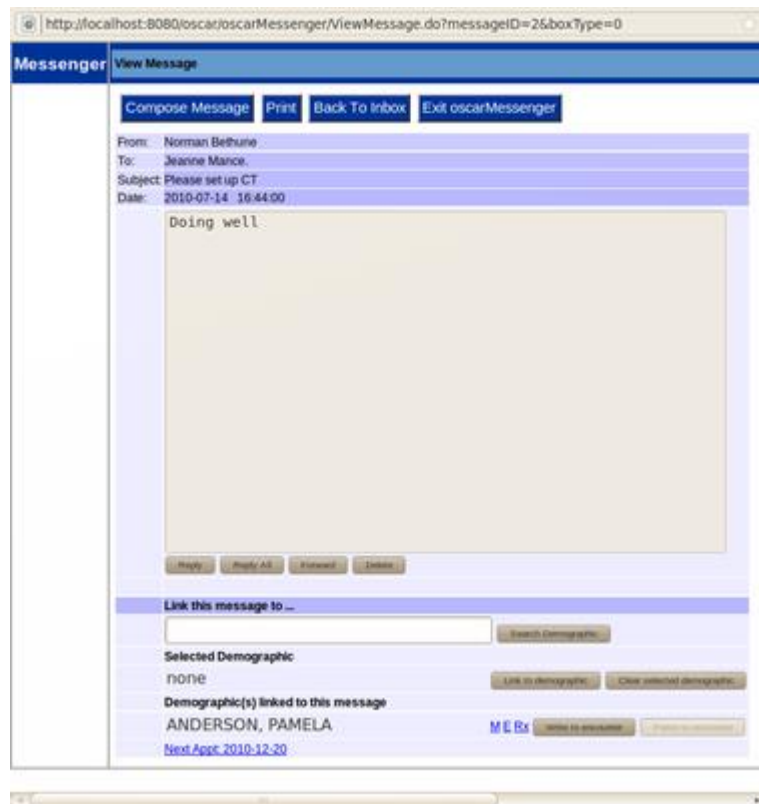 http://localhost:8080/oscar/oscarMessenger/ViewMessage.do?messageID=2&boxType=0
Messenger View Message
Compose Message Print Back To Inbox Exit oscarMessenger
From: Norman Bethune
To: Jeanne Mance.
Subject: Please set up CT
Date: 2010-07-14 16:44:00
Doing well
Reply Reply All Forward Delete
Link this message to ...
Search Demographic
Selected Demographic
none Link to demographic Clear selected demographic
Demographic(s) linked to this message
ANDERSON, PAMELA M E Rx Write to encounter
Next Appt: 2010-12-20